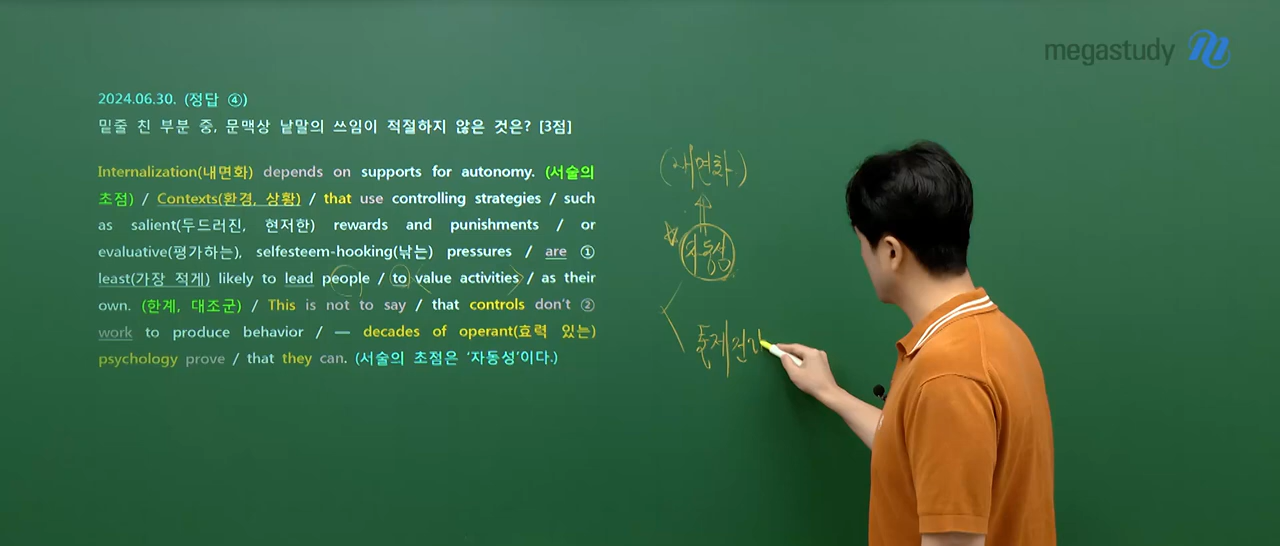 megastudy
2024.06.30. (정답 ④)
밑줄 친 부분 중, 문맥상 낱말의 쓰임이 적절하지 않은 것은? [3점]
Internalization(내면화) depends on supports for autonomy. (서술의
초점) / Contexts(환경, 상황) / that use controlling strategies / such
as salient(두드러진, 현저한) rewards and punishments / or
evaluative(평가하는), selfesteem-hooking(낚는) pressures / are ①
least(가장 적게) likely to lead people / to value activities / as their
own. (한계, 대조군) / This is not to say / that controls don't ②
work to produce behavior / — decades of operant(효력 있는)
psychology prove / that they can. (서술의 초점은 '자동성'이다.)
(내면화)
자동성